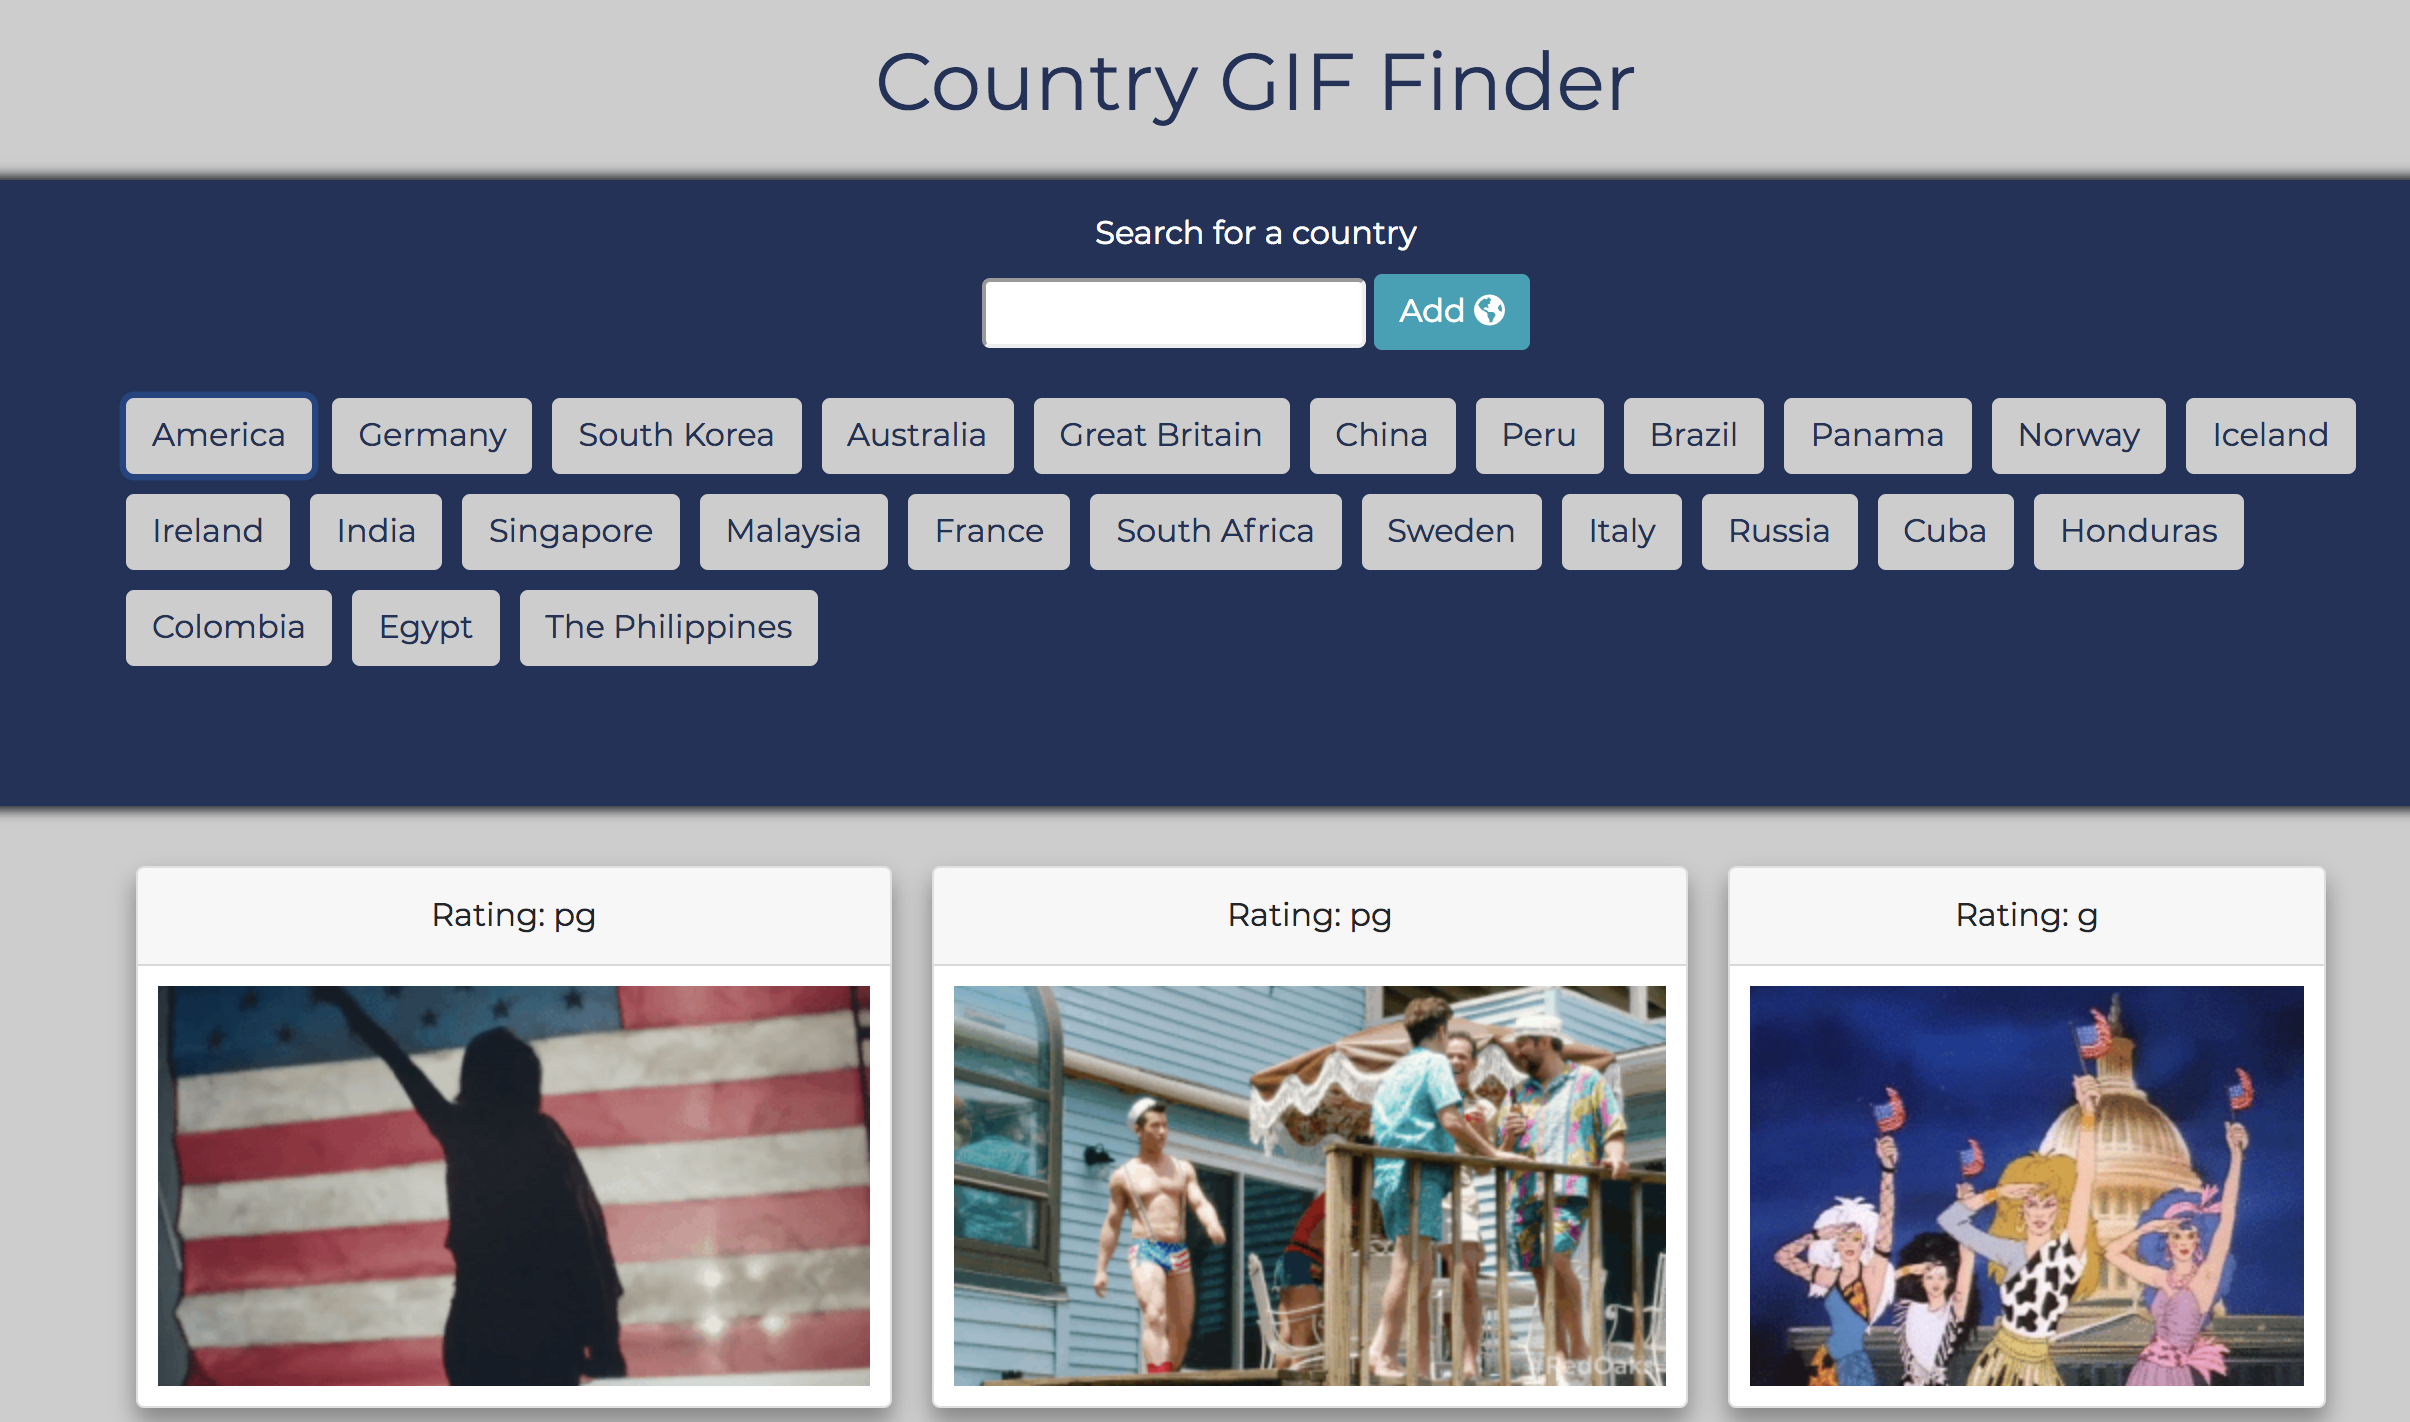 Country GIF Finder
Search for a country
Add
America Germany South Korea Australia Great Britain China Peru Brazil Panama Norway Iceland
Ireland India Singapore Malaysia France South Africa Sweden Italy Russia Cuba Honduras
Colombia Egypt The Philippines
Rating: pg Rating: pg Rating: g
#RedOaks